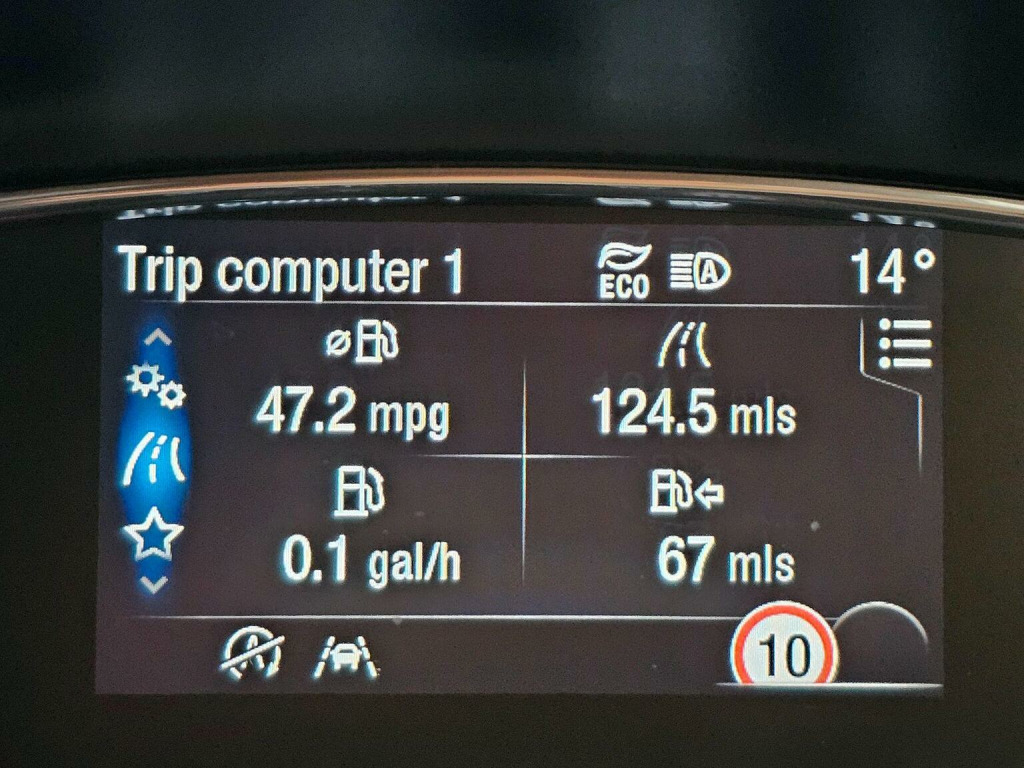 Trip computer 1 ECO A 14°
47.2 mpg 124.5 mls
0.1 gal/h 67 mls
A 10